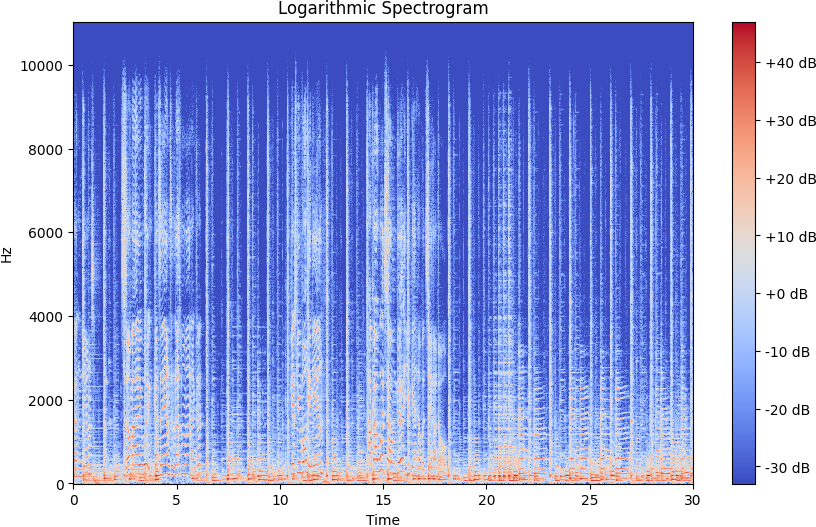 Logarithmic Spectrogram
10000
8000
6000
4000
2000
0
Hz
0 5 10 15 20 25 30
Time
+40 dB
+30 dB
+20 dB
+10 dB
+0 dB
-10 dB
-20 dB
-30 dB